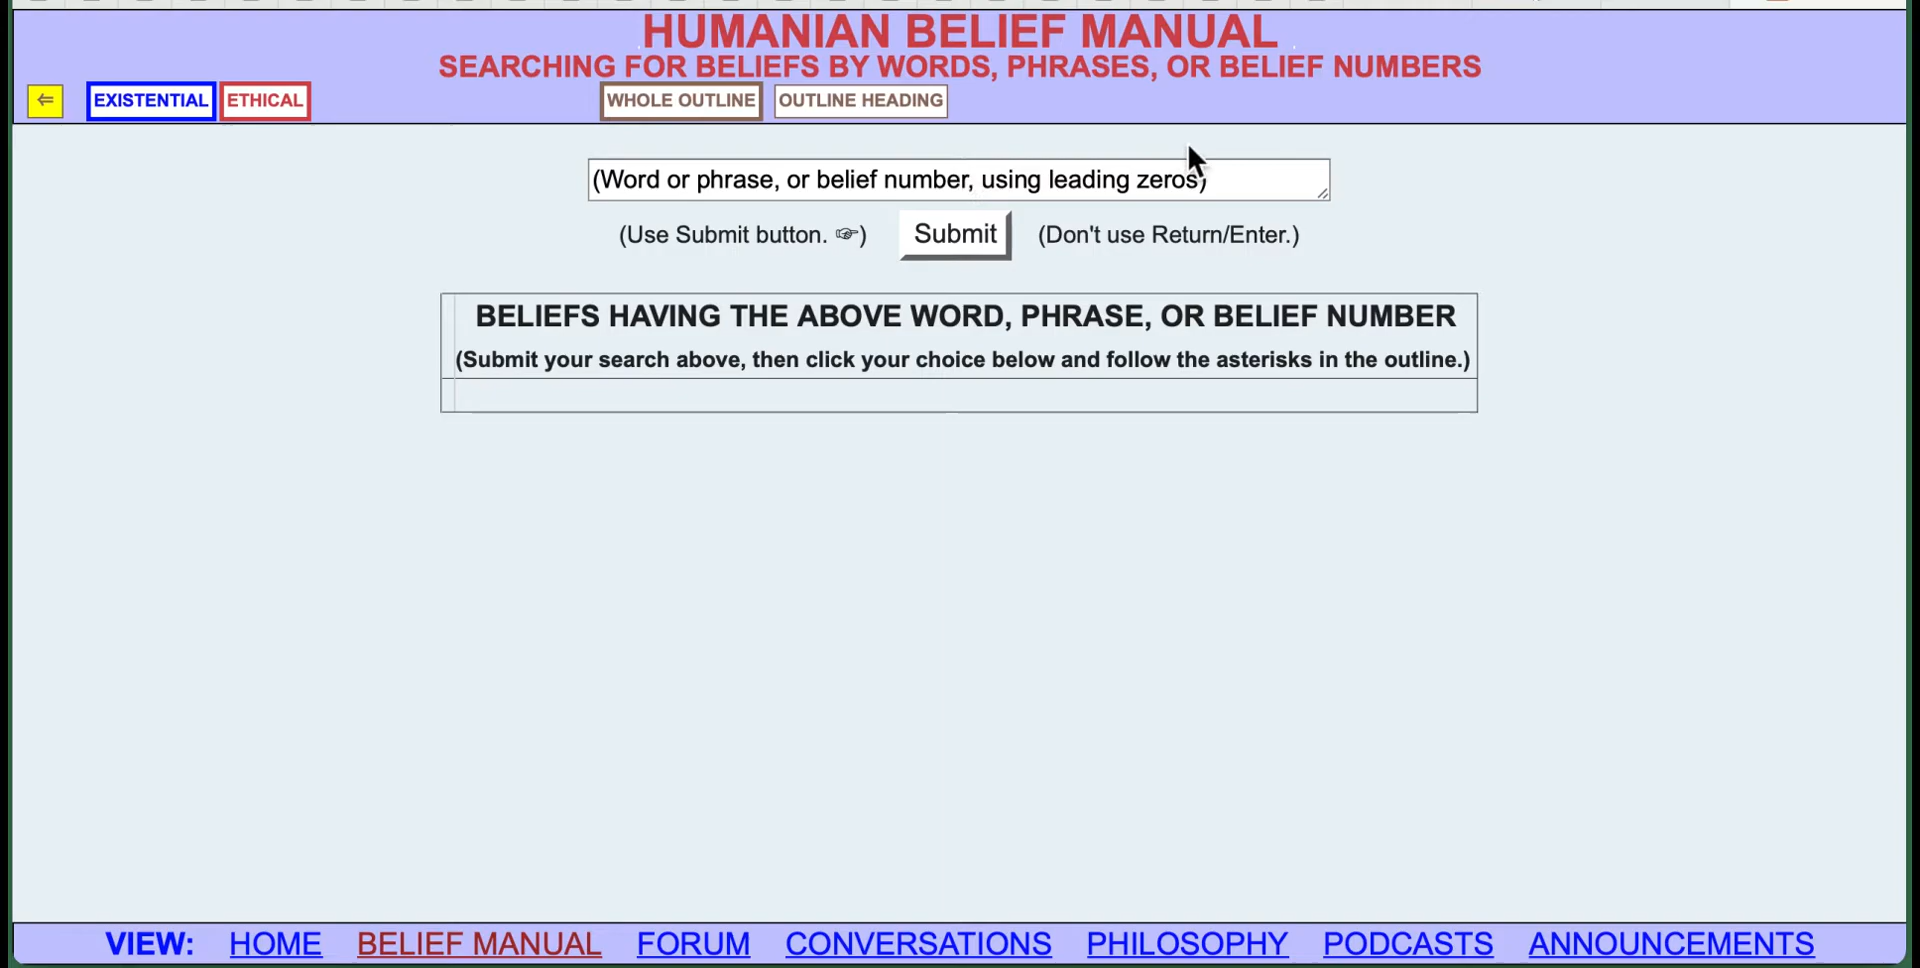 HUMANIAN BELIEF MANUAL
SEARCHING FOR BELIEFS BY WORDS, PHRASES, OR BELIEF NUMBERS
⇐ EXISTENTIAL ETHICAL WHOLE OUTLINE OUTLINE HEADING
(Word or phrase, or belief number, using leading zeros)
(Use Submit button. ☞) Submit (Don't use Return/Enter.)
BELIEFS HAVING THE ABOVE WORD, PHRASE, OR BELIEF NUMBER
(Submit your search above, then click your choice below and follow the asterisks in the outline.)
VIEW: HOME BELIEF MANUAL FORUM CONVERSATIONS PHILOSOPHY PODCASTS ANNOUNCEMENTS